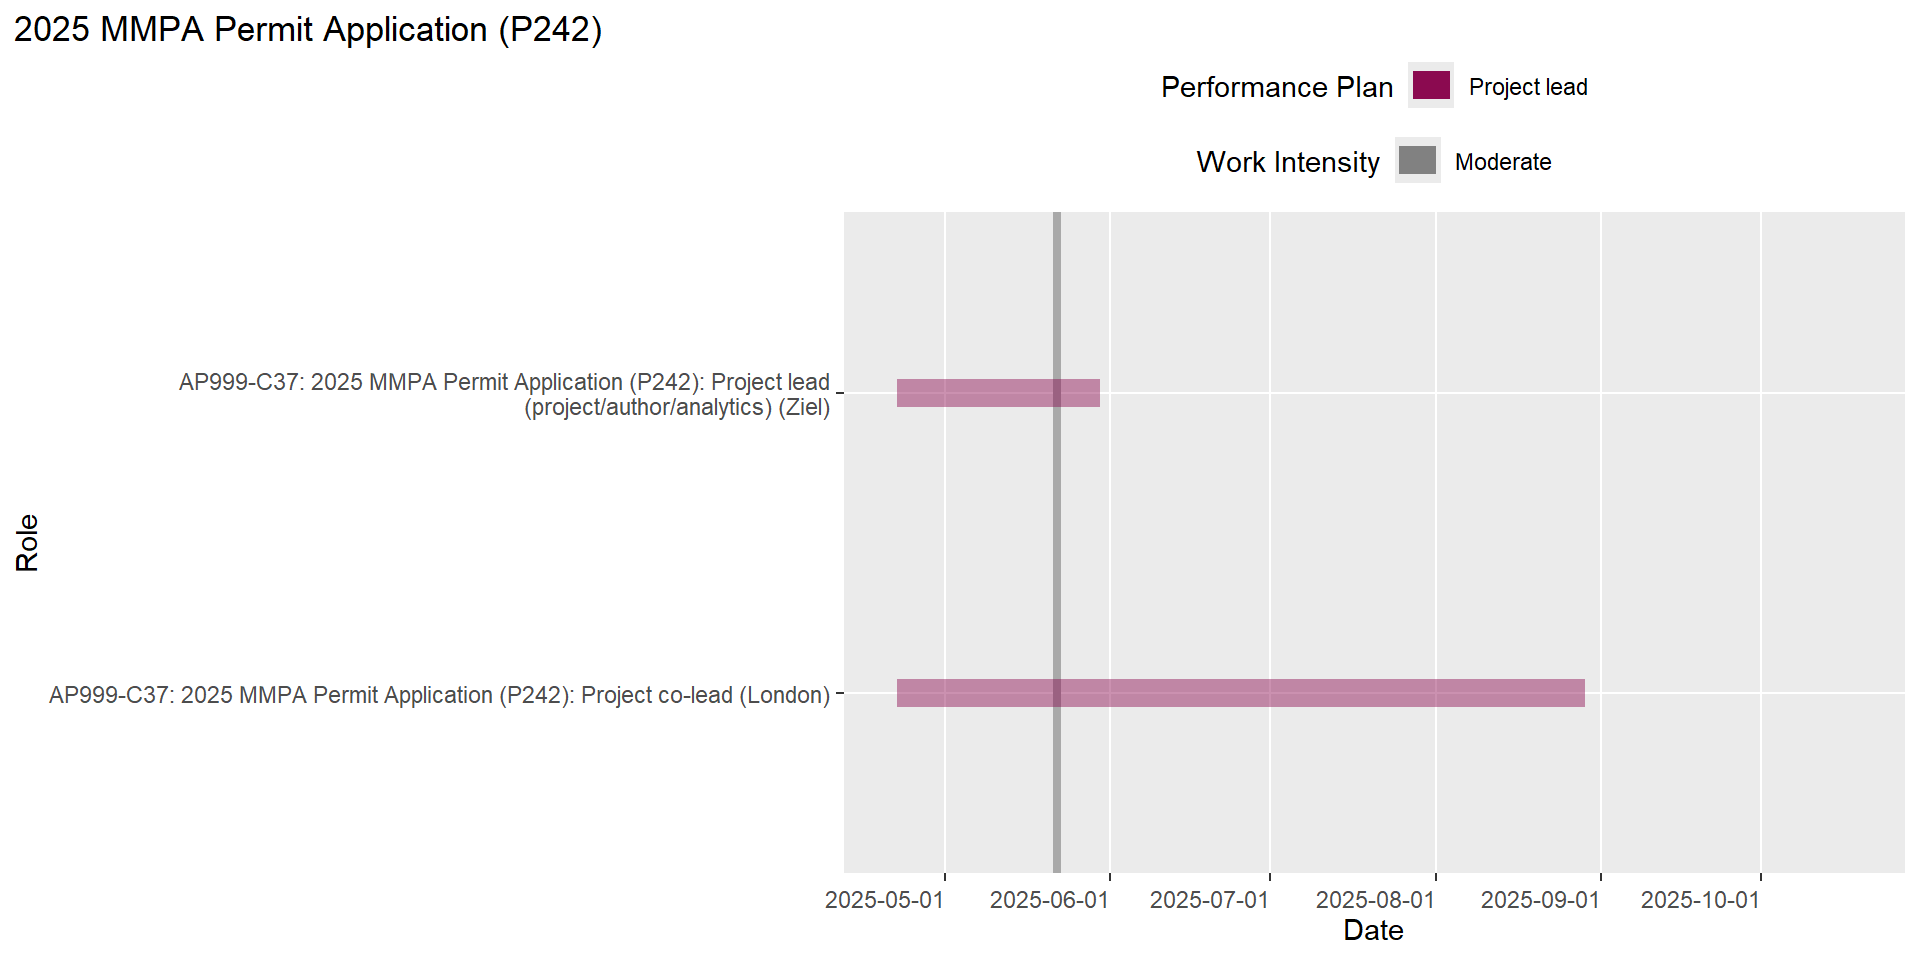 2025 MMPA Permit Application (P242)
Performance Plan
Project lead
Work Intensity
Moderate
Role
AP999-C37: 2025 MMPA Permit Application (P242): Project lead
(project/author/analytics) (Ziel)
AP999-C37: 2025 MMPA Permit Application (P242): Project co-lead (London)
2025-05-01
2025-06-01
2025-07-01
2025-08-01
2025-09-01
2025-10-01
Date